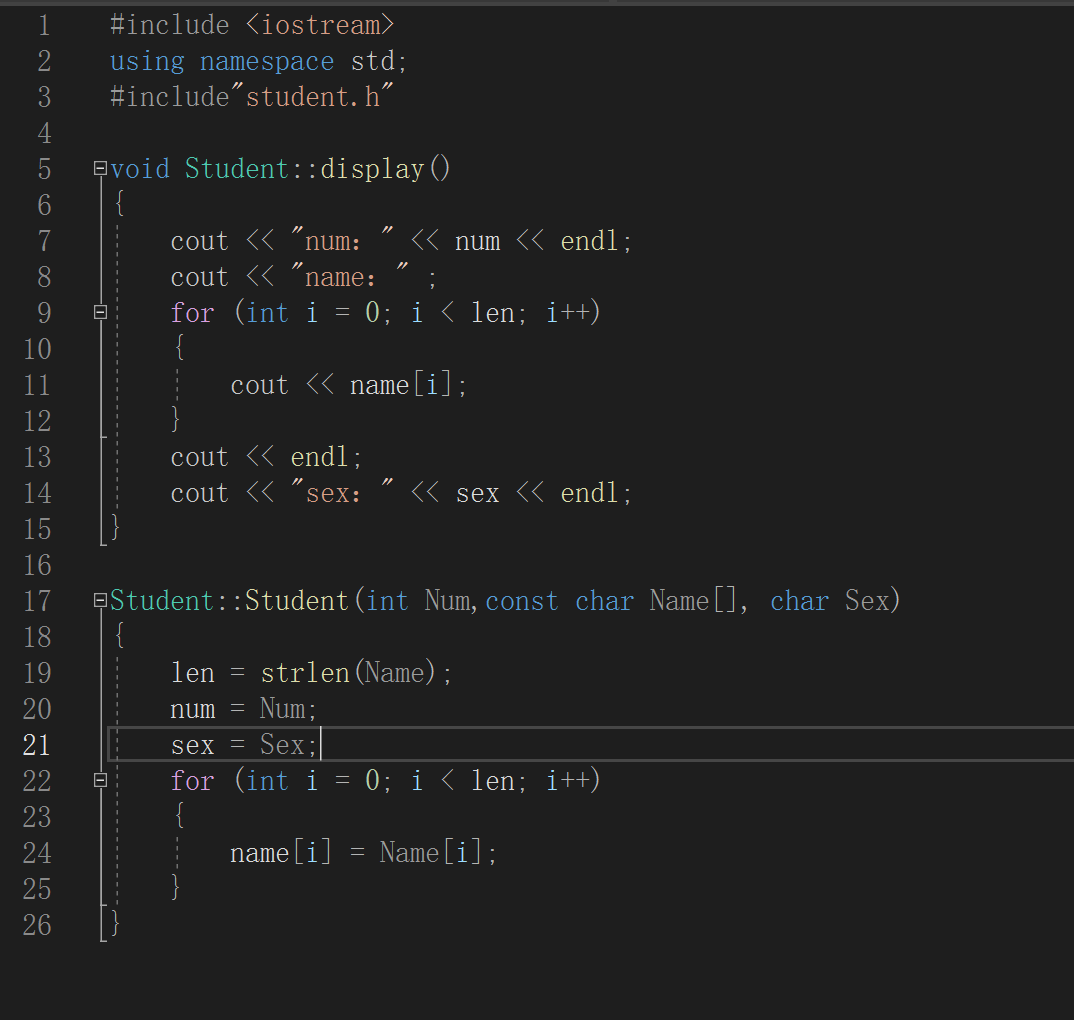 1 #include <iostream>
2 using namespace std;
3 #include"student.h"
4
5 void Student::display()
6 {
7 cout << "num：" << num << endl;
8 cout << "name：" ;
9 for (int i = 0; i < len; i++)
10 {
11 cout << name[i];
12 }
13 cout << endl;
14 cout << "sex：" << sex << endl;
15 }
16
17 Student::Student(int Num,const char Name[], char Sex)
18 {
19 len = strlen(Name);
20 num = Num;
21 sex = Sex;
22 for (int i = 0; i < len; i++)
23 {
24 name[i] = Name[i];
25 }
26 }